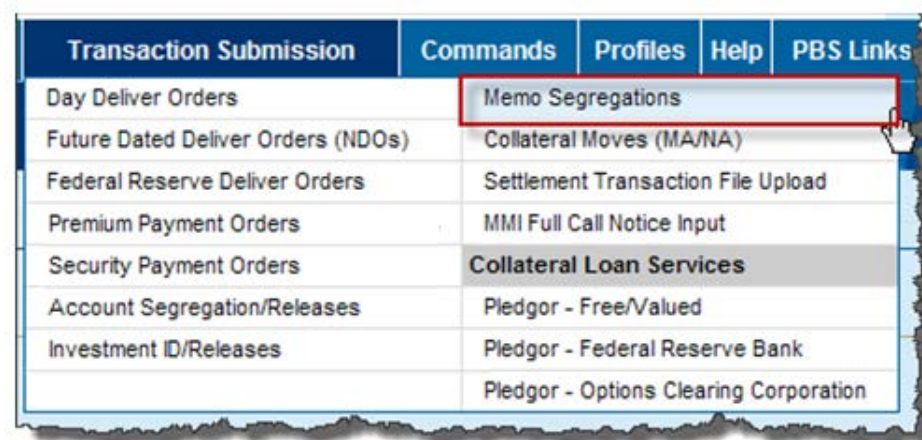 Transaction Submission Commands Profiles Help PBS Links
Day Deliver Orders
Future Dated Deliver Orders (NDOs)
Federal Reserve Deliver Orders
Premium Payment Orders
Security Payment Orders
Account Segregation/Releases
Investment ID/Releases
Memo Segregations
Collateral Moves (MA/NA)
Settlement Transaction File Upload
MMI Full Call Notice Input
Collateral Loan Services
Pledgor - Free/Valued
Pledgor - Federal Reserve Bank
Pledgor - Options Clearing Corporation